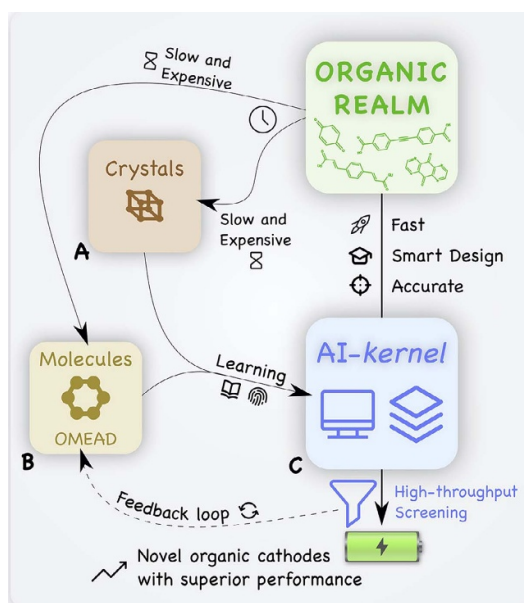 Slow and
Expensive
ORGANIC
REALM
Crystals
A
Slow and
Expensive
Fast
Smart Design
Accurate
Molecules
OMEAD
B
Learning
AI-kernel
C
Feedback loop
High-throughput
Screening
Novel organic cathodes
with superior performance